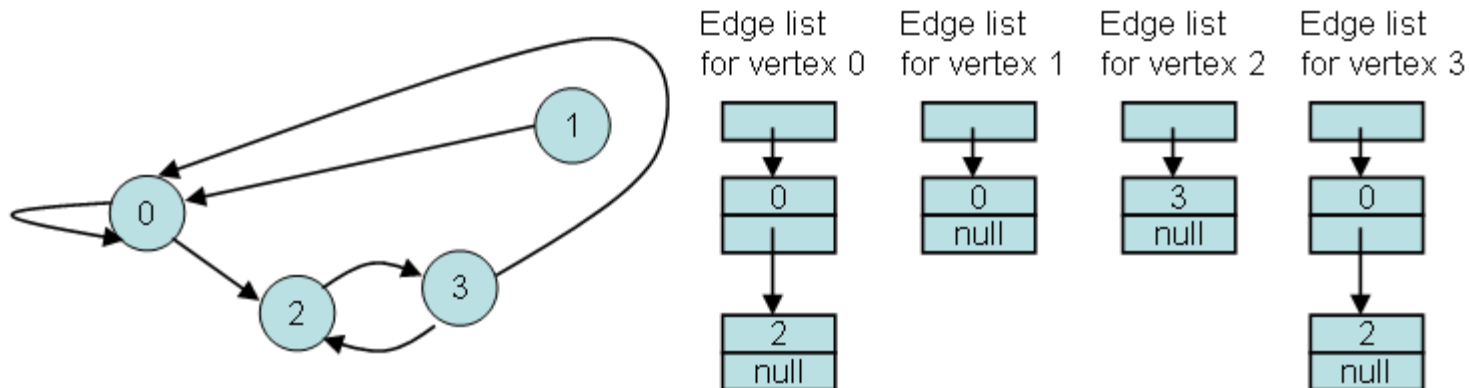 Edge list
for vertex 0
Edge list
for vertex 1
Edge list
for vertex 2
Edge list
for vertex 3
1
0
2
3
0
2
null
0
null
3
null
0
2
null